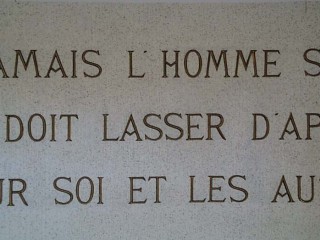 AMAIS L'HOMME S
DOIT LASSER D'AP
UR SOI ET LES AU